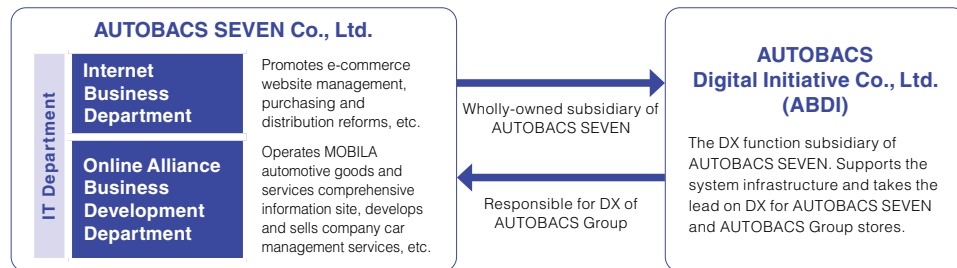 AUTOBACS SEVEN Co., Ltd.
IT Department
Internet
Business
Department
Promotes e-commerce
website management,
purchasing and
distribution reforms, etc.
Online Alliance
Business
Development
Department
Operates MOBILA
automotive goods and
services comprehensive
information site, develops
and sells company car
management services, etc.
Wholly-owned subsidiary of
AUTOBACS SEVEN
Responsible for DX of
AUTOBACS Group
AUTOBACS
Digital Initiative Co., Ltd.
(ABDI)
The DX function subsidiary of
AUTOBACS SEVEN. Supports the
system infrastructure and takes the
lead on DX for AUTOBACS SEVEN
and AUTOBACS Group stores.